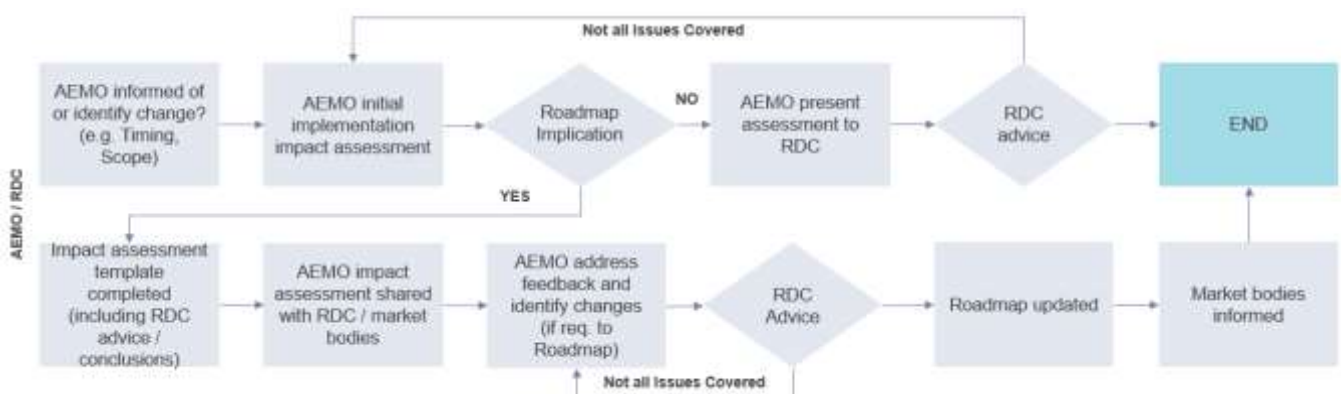 Not all Issues Covered
AEMO informed of
or identify change?
(e.g. Timing,
Scope)
AEMO initial
implementation
impact assessment
Roadmap
Implication
NO
AEMO present
assessment to
RDC
RDC
advice
END
YES
AEMO / RDC
Impact assessment
template
completed
(including RDC
advice /
conclusions)
AEMO impact
assessment shared
with RDC / market
bodies
AEMO address
feedback and
identify changes
(if req. to
Roadmap)
RDC
Advice
Roadmap updated
Market bodies
informed
Not all Issues Covered